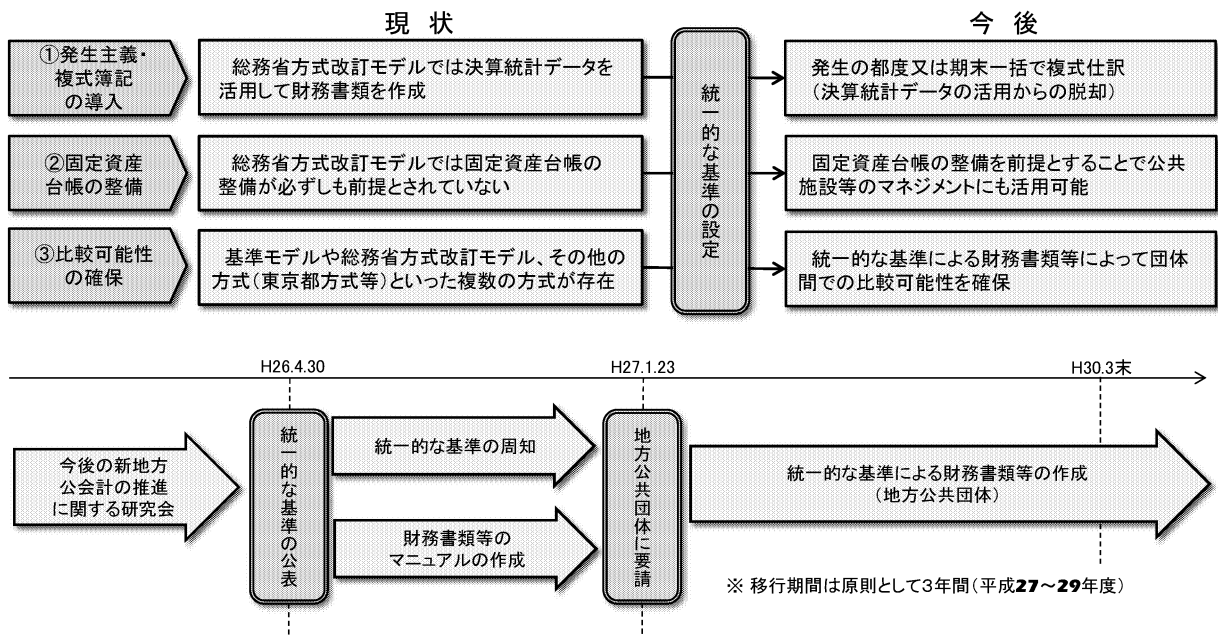 現 状
今 後
①発生主義・
複式簿記
の導入
総務省方式改訂モデルでは決算統計データを
活用して財務書類を作成
発生の都度又は期末一括で複式仕訳
(決算統計データの活用からの脱却)
②固定資産
台帳の整備
総務省方式改訂モデルでは固定資産台帳の
整備が必ずしも前提とされていない
固定資産台帳の整備を前提とすることで公共
施設等のマネジメントにも活用可能
③比較可能性
の確保
基準モデルや総務省方式改訂モデル、その他の
方式(東京都方式等)といった複数の方式が存在
統一的な基準による財務書類等によって団体
間での比較可能性を確保
統一的な基準の設定
H26.4.30
H27.1.23
H30.3末
今後の新地方
公会計の推進
に関する研究会
統一的な基準の公表
統一的な基準の周知
財務書類等の
マニュアルの作成
地方公共団体に要請
統一的な基準による財務書類等の作成
(地方公共団体)
※ 移行期間は原則として3年間(平成27~29年度)